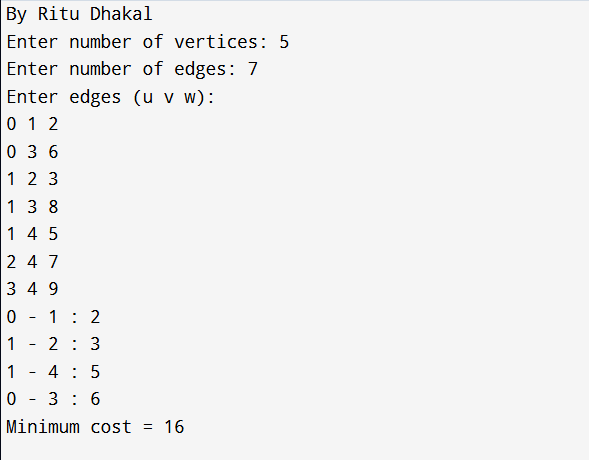 By Ritu Dhakal
Enter number of vertices: 5
Enter number of edges: 7
Enter edges (u v w):
0 1 2
0 3 6
1 2 3
1 3 8
1 4 5
2 4 7
3 4 9
0 - 1 : 2
1 - 2 : 3
1 - 4 : 5
0 - 3 : 6
Minimum cost = 16